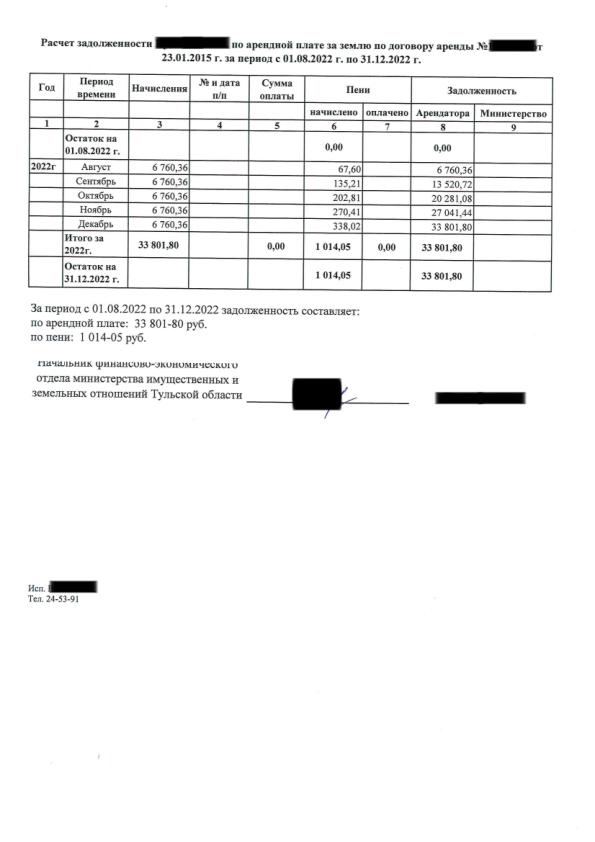 Расчет задолженности по арендной плате за землю по договору аренды № от
23.01.2015 г. за период с 01.08.2022 г. по 31.12.2022 г.
Год Период времени Начисления № и дата п/п Сумма оплаты Пени Задолженность
начислено оплачено Арендатора Министерство
1 2 3 4 5 6 7 8 9
Остаток на 01.08.2022 г. 0,00 0,00
2022г Август 6 760,36 67,60 6 760,36
Сентябрь 6 760,36 135,21 13 520,72
Октябрь 6 760,36 202,81 20 281,08
Ноябрь 6 760,36 270,41 27 041,44
Декабрь 6 760,36 338,02 33 801,80
Итого за 2022г. 33 801,80 0,00 1 014,05 0,00 33 801,80
Остаток на 31.12.2022 г. 1 014,05 33 801,80
За период с 01.08.2022 по 31.12.2022 задолженность составляет:
по арендной плате: 33 801-80 руб.
по пени: 1 014-05 руб.
Начальник финансово-экономического
отдела министерства имущественных и
земельных отношений Тульской области
Исп.
Тел. 24-53-91